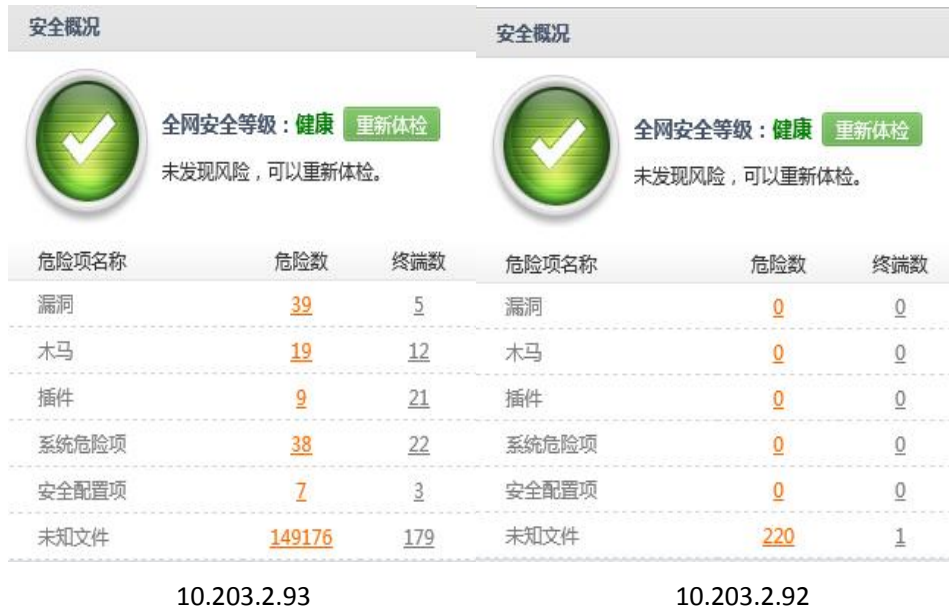 安全概况
全网安全等级：健康 重新体检
未发现风险，可以重新体检。
危险项名称 危险数 终端数
漏洞 39 5
木马 19 12
插件 9 21
系统危险项 38 22
安全配置项 7 3
未知文件 149176 179
10.203.2.93
安全概况
全网安全等级：健康 重新体检
未发现风险，可以重新体检。
危险项名称 危险数 终端数
漏洞 0 0
木马 0 0
插件 0 0
系统危险项 0 0
安全配置项 0 0
未知文件 220 1
10.203.2.92